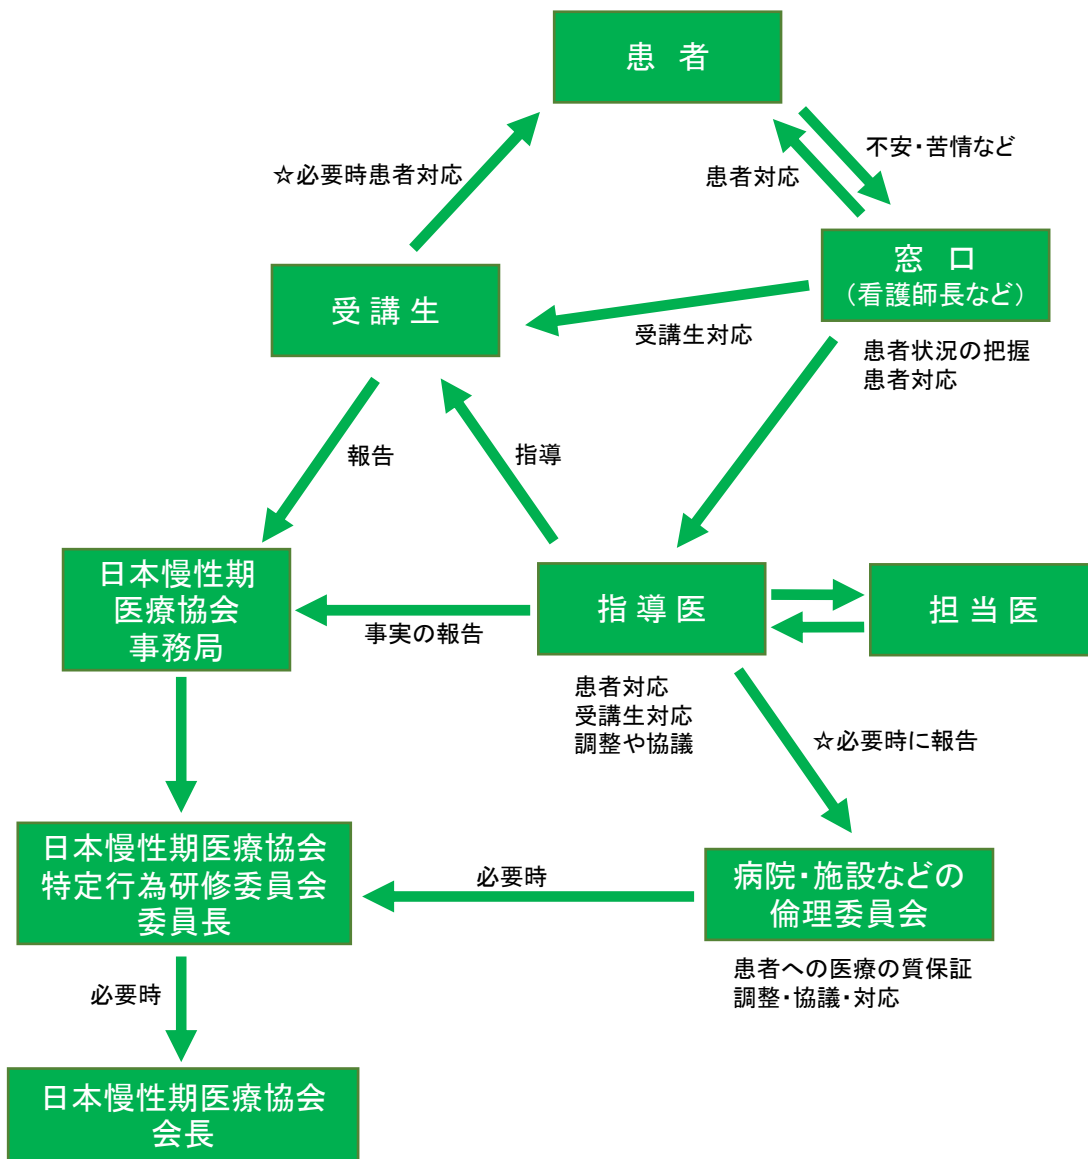 患 者
不安・苦情など
☆必要時患者対応
患者対応
窓 口
（看護師長など）
受 講 生
受講生対応
患者状況の把握
患者対応
報告
指導
日本慢性期
医療協会
事務局
指 導 医
担 当 医
事実の報告
患者対応
受講生対応
調整や協議
☆必要時に報告
日本慢性期医療協会
特定行為研修委員会
委員長
必要時
病院・施設などの
倫理委員会
患者への医療の質保証
調整・協議・対応
必要時
日本慢性期医療協会
会長